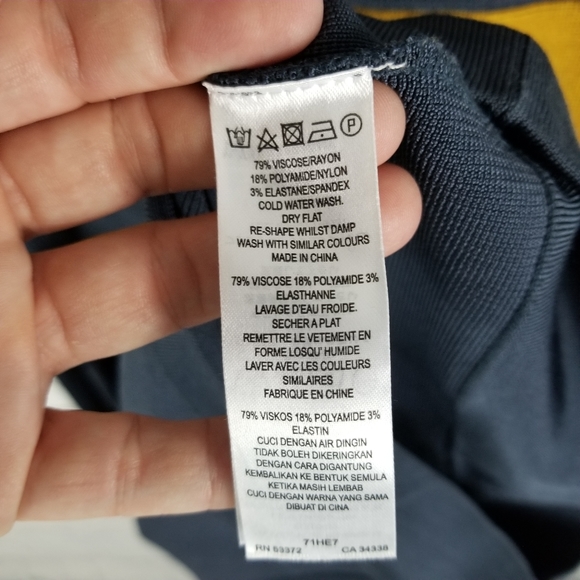 P
79% VISCOSE/RAYON
18% POLYAMIDE/NYLON
3% ELASTANE/SPANDEX
COLD WATER WASH.
DRY FLAT
RE-SHAPE WHILST DAMP
WASH WITH SIMILAR COLOURS
MADE IN CHINA
79% VISCOSE 18% POLYAMIDE 3%
ELASTHANNE
LAVAGE D'EAU FROIDE.
SECHER A PLAT
REMETTRE LE VETEMENT EN
FORME LOSQU' HUMIDE
LAVER AVEC LES COULEURS
SIMILAIRES
FABRIQUE EN CHINE
79% VISKOS 18% POLYAMIDE 3%
ELASTIN
CUCI DENGAN AIR DINGIN
TIDAK BOLEH DIKERINGKAN
DENGAN CARA DIGANTUNG
KEMBALIKAN KE BENTUK SEMULA
KETIKA MASIH LEMBAB
CUCI DENGAN WARNA YANG SAMA
DIBUAT DI CINA
71HE7
RN 93372 CA 34338